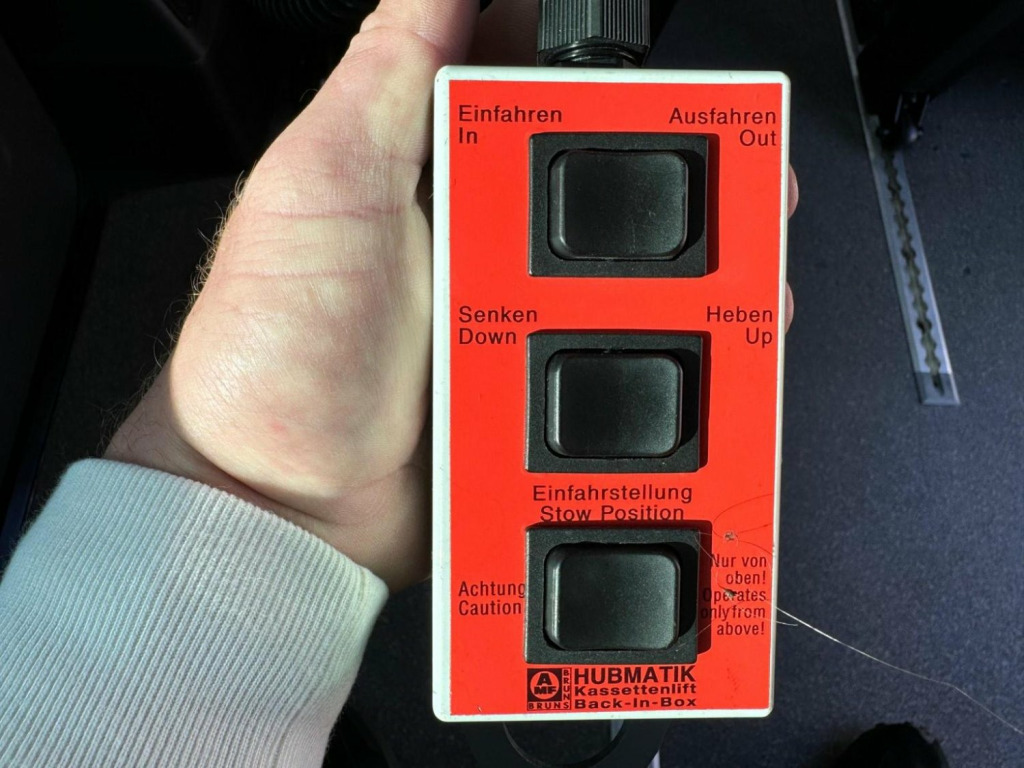 Einfahren Ausfahren
In Out
Senken Heben
Down Up
Einfahrstellung
Stow Position
Achtung
Caution
Nur von
oben!
Operates
only from
above!
AMF
BRUNS
BRUNS
HUBMATIK
Kassettenlift
Back-In-Box